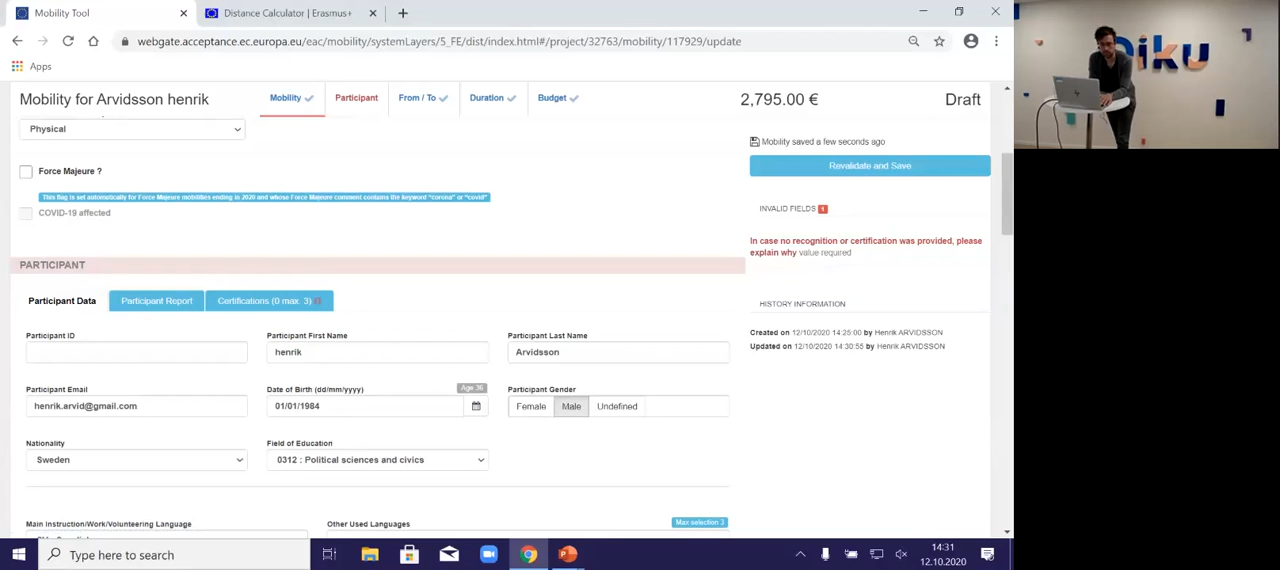 Mobility Tool
Distance Calculator | Erasmus+
webgate.acceptance.ec.europa.eu/eac/mobility/systemLayers/5_FE/dist/index.html#/project/32763/mobility/117929/update
Apps
Mobility for Arvidsson henrik
Mobility
Participant
From / To
Duration
Budget
2,795.00 €
Draft
Physical
Mobility saved a few seconds ago
Revalidate and Save
Force Majeure ?
This flag is set automatically for Force Majeure mobilities ending in 2020 and whose Force Majeure comment contains the keyword "corona" or "covid"
COVID-19 affected
INVALID FIELDS 1
In case no recognition or certification was provided, please
explain why value required
PARTICIPANT
Participant Data
Participant Report
Certifications (0 max. 3)
HISTORY INFORMATION
Created on 12/10/2020 14:25:00 by Henrik ARVIDSSON
Updated on 12/10/2020 14:30:55 by Henrik ARVIDSSON
Participant ID
Participant First Name
Participant Last Name
henrik
Arvidsson
Participant Email
Date of Birth (dd/mm/yyyy)
Age 36
Participant Gender
henrik.arvid@gmail.com
01/01/1984
Female
Male
Undefined
Nationality
Field of Education
Sweden
0312 : Political sciences and civics
Main Instruction/Work/Volunteering Language
Other Used Languages
Max selection 3
Type here to search
14:31
12.10.2020